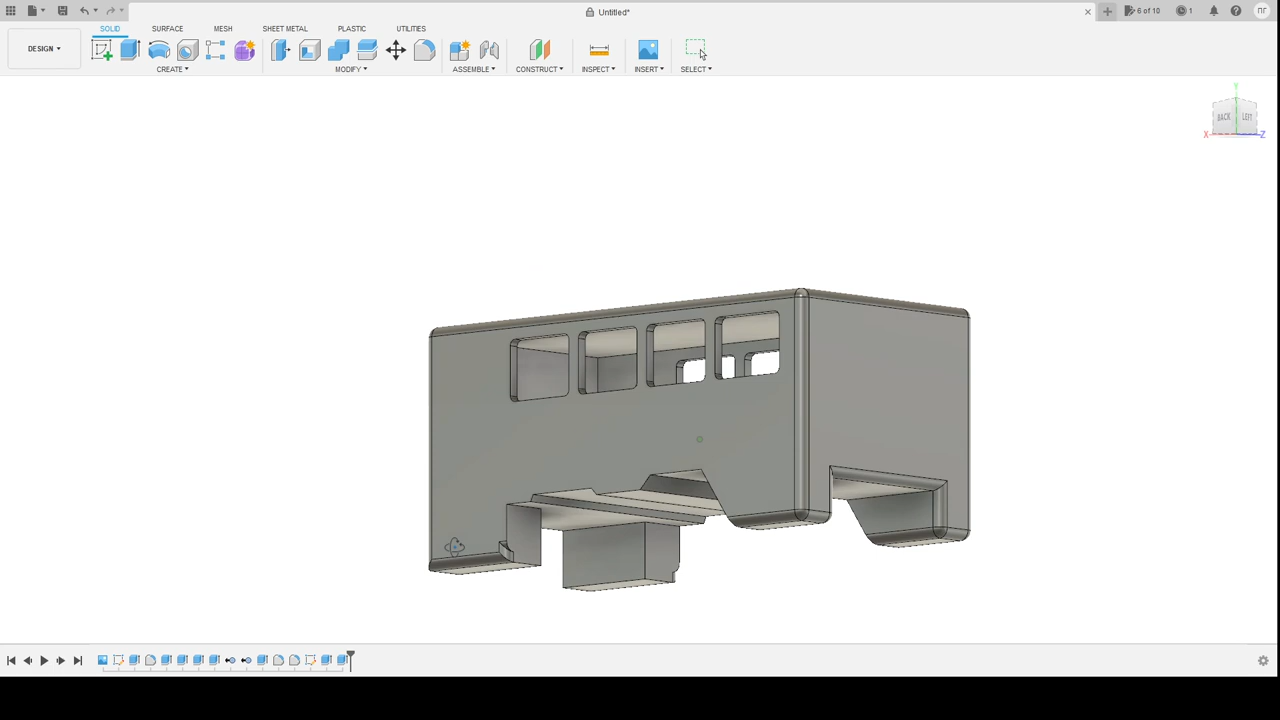 Untitled*
6 of 10
1
ПГ
SOLID
SURFACE
MESH
SHEET METAL
PLASTIC
UTILITIES
DESIGN
CREATE
MODIFY
ASSEMBLE
CONSTRUCT
INSPECT
INSERT
SELECT
Y
BACK
LEFT
X
Z